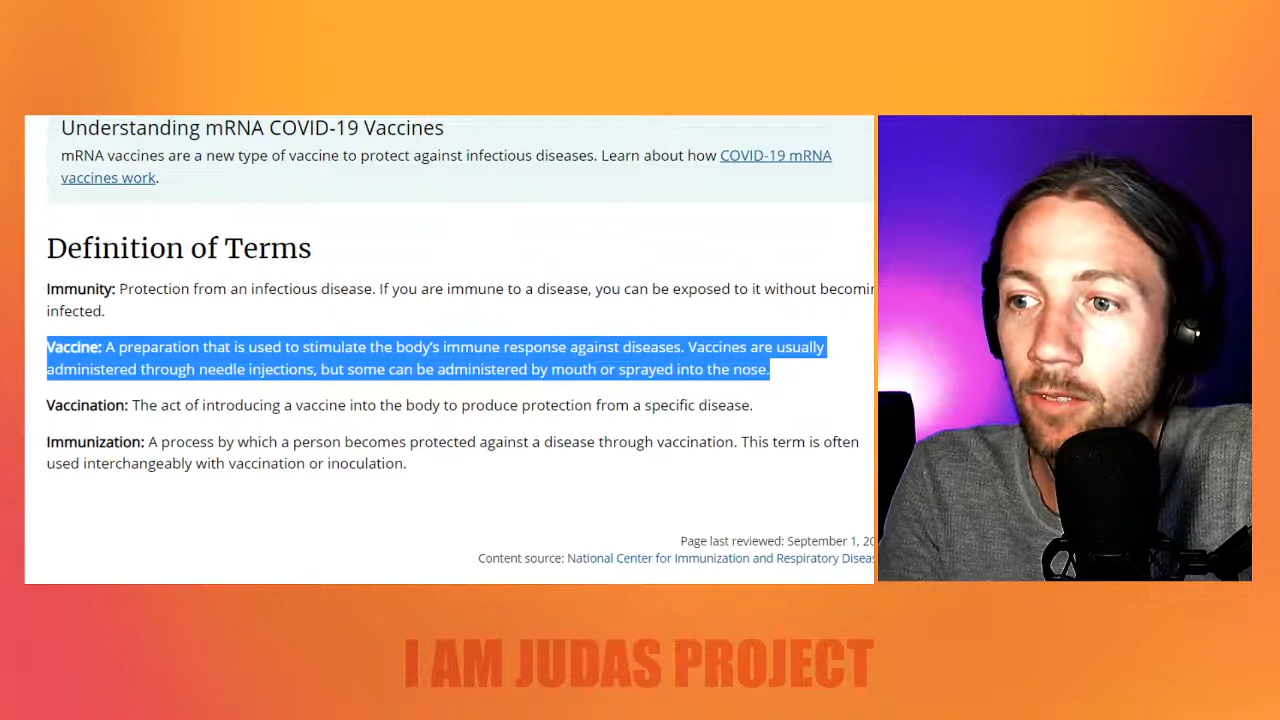 Understanding mRNA COVID-19 Vaccines
mRNA vaccines are a new type of vaccine to protect against infectious diseases. Learn about how COVID-19 mRNA
vaccines work.
Definition of Terms
Immunity: Protection from an infectious disease. If you are immune to a disease, you can be exposed to it without becomin
infected.
Vaccine: A preparation that is used to stimulate the body’s immune response against diseases. Vaccines are usually
administered through needle injections, but some can be administered by mouth or sprayed into the nose.
Vaccination: The act of introducing a vaccine into the body to produce protection from a specific disease.
Immunization: A process by which a person becomes protected against a disease through vaccination. This term is often
used interchangeably with vaccination or inoculation.
Page last reviewed: September 1, 20
Content source: National Center for Immunization and Respiratory Diseas
I AM JUDAS PROJECT